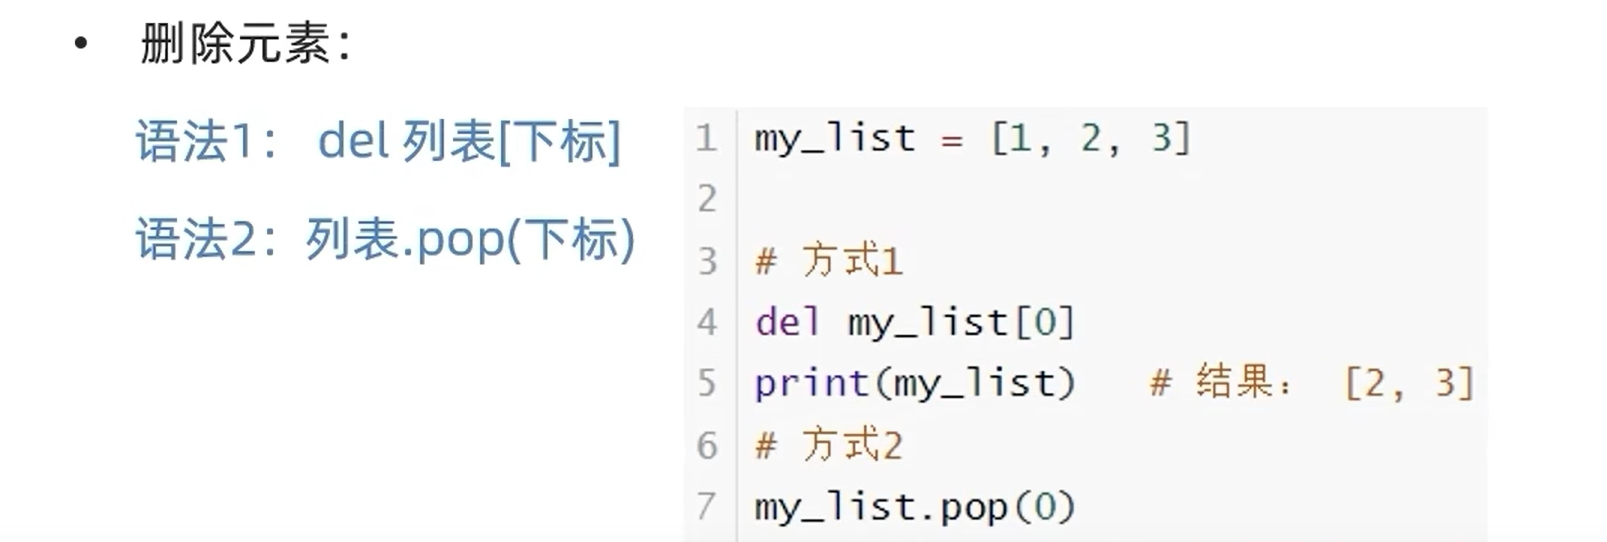 • 删除元素：
语法1： del 列表[下标]
语法2：列表.pop(下标)
1 my_list = [1, 2, 3]
2
3 # 方式1
4 del my_list[0]
5 print(my_list)   # 结果： [2, 3]
6 # 方式2
7 my_list.pop(0)